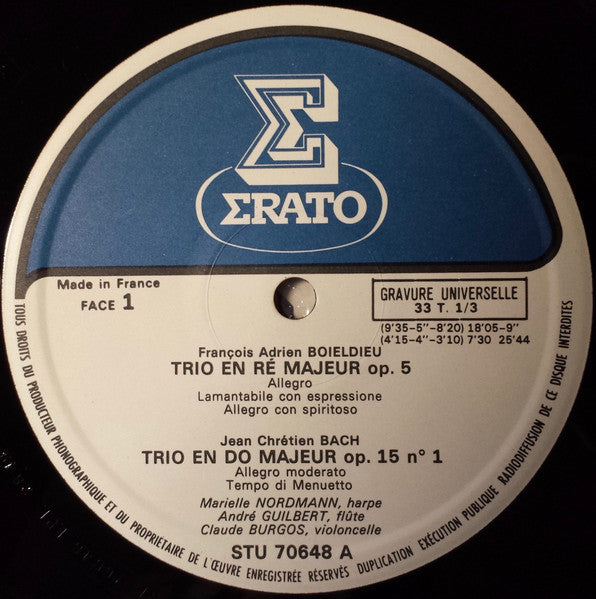 Σ
ΣRATO
Made in France
FACE 1
GRAVURE UNIVERSELLE
33 T. 1/3
(9'35-5"-8'20) 18'05-9"
(4'15-4"-3'10) 7'30 25'44
François Adrien BOIELDIEU
TRIO EN RÉ MAJEUR op. 5
Allegro
Lamantabile con espressione
Allegro con spiritoso
Jean Chrétien BACH
TRIO EN DO MAJEUR op. 15 n° 1
Allegro moderato
Tempo di Menuetto
Marielle NORDMANN, harpe
André GUILBERT, flûte
Claude BURGOS, violoncelle
STU 70648 A
TOUS DROITS DU PRODUCTEUR PHONOGRAPHIQUE ET DU PROPRIÉTAIRE DE L'ŒUVRE ENREGISTRÉE RÉSERVÉS DUPLICATION EXÉCUTION PUBLIQUE RADIODIFFUSION DE CE DISQUE INTERDITES